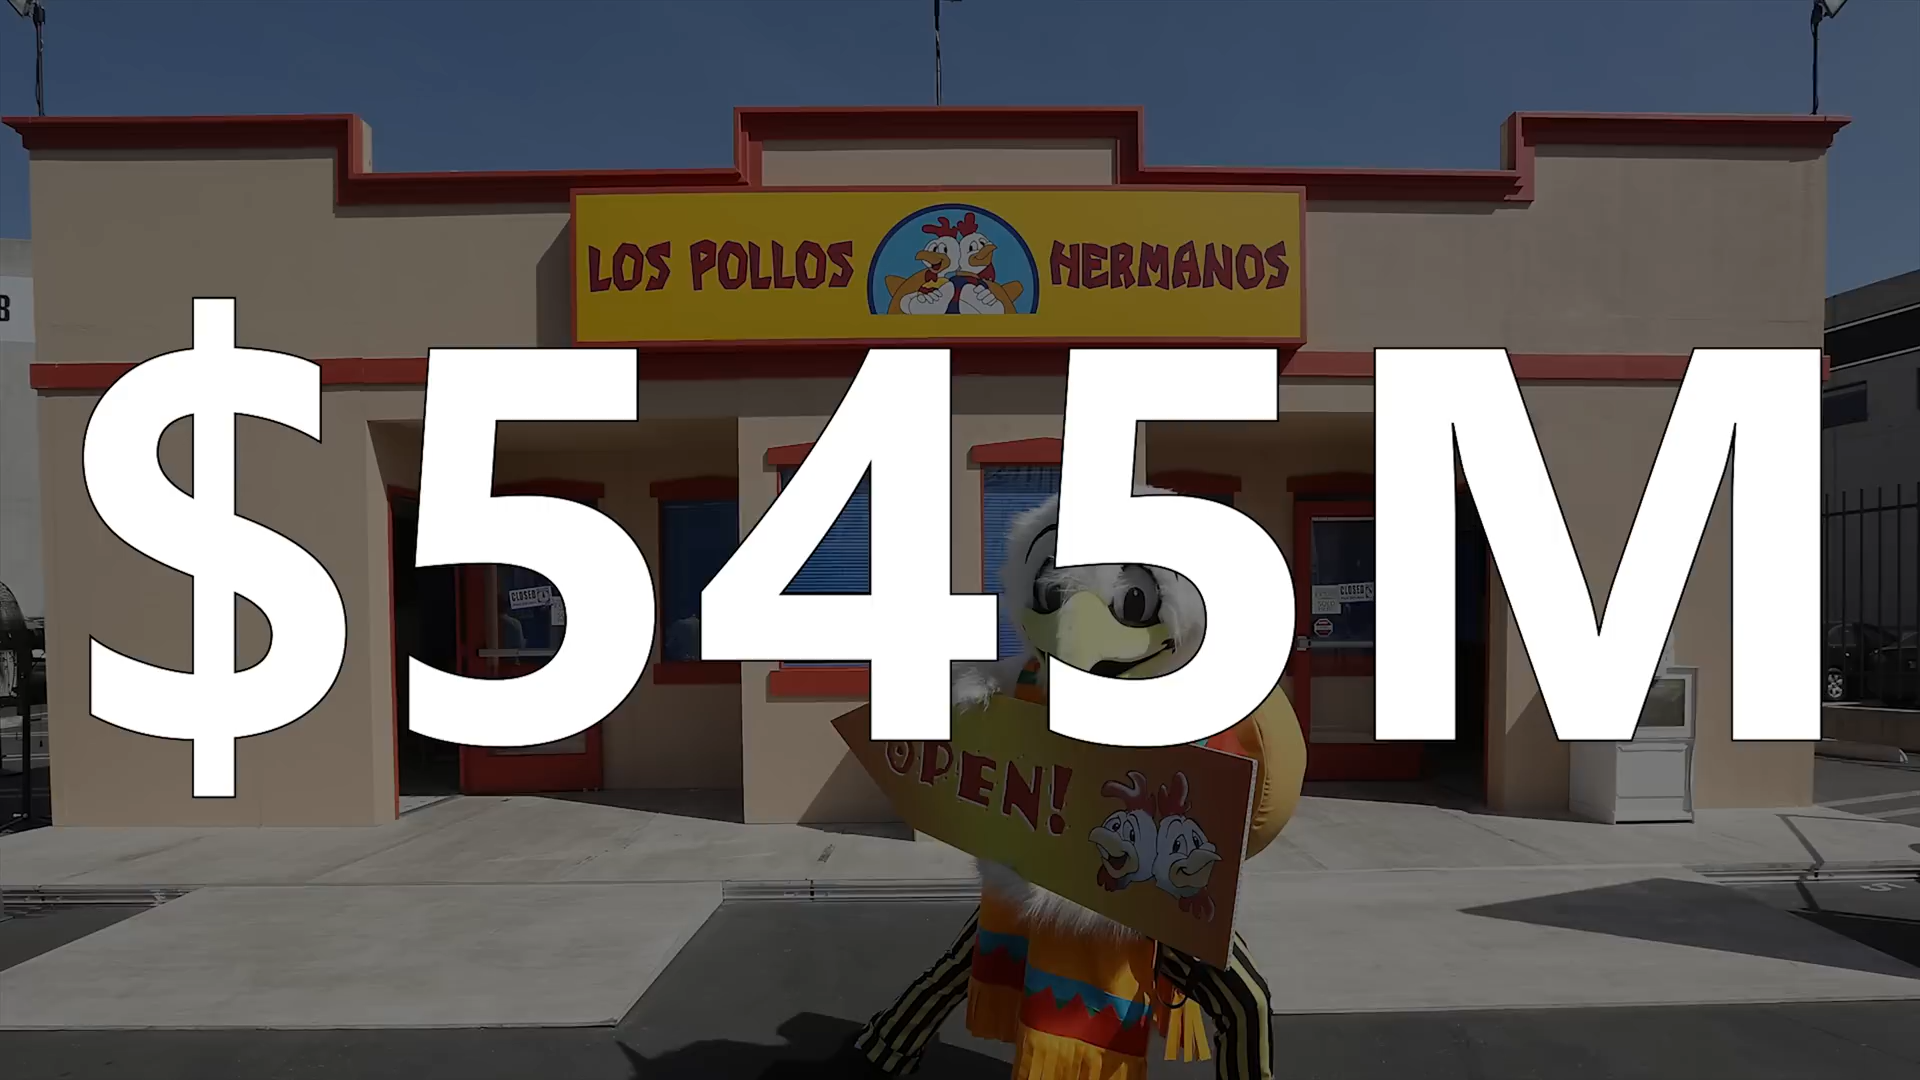 LOS POLLOS HERMANOS
$545M
CLOSED
CLOSED
OPEN!